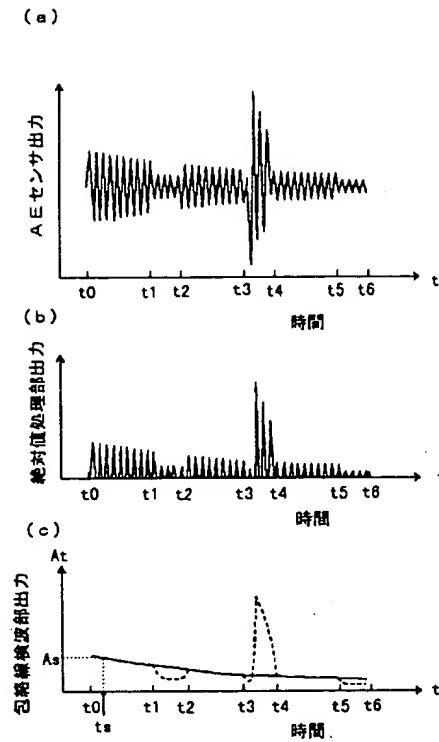 (a)
AEセンサ出力
t
t0 t1 t2 t3 t4 t5 t6
時間
(b)
絶対値処理部出力
t0 t1 t2 t3 t4 t5 t6
時間
(c)
At
包絡線検波部出力
As
t
t0 t1 t2 t3 t4 t5 t6
ts
時間